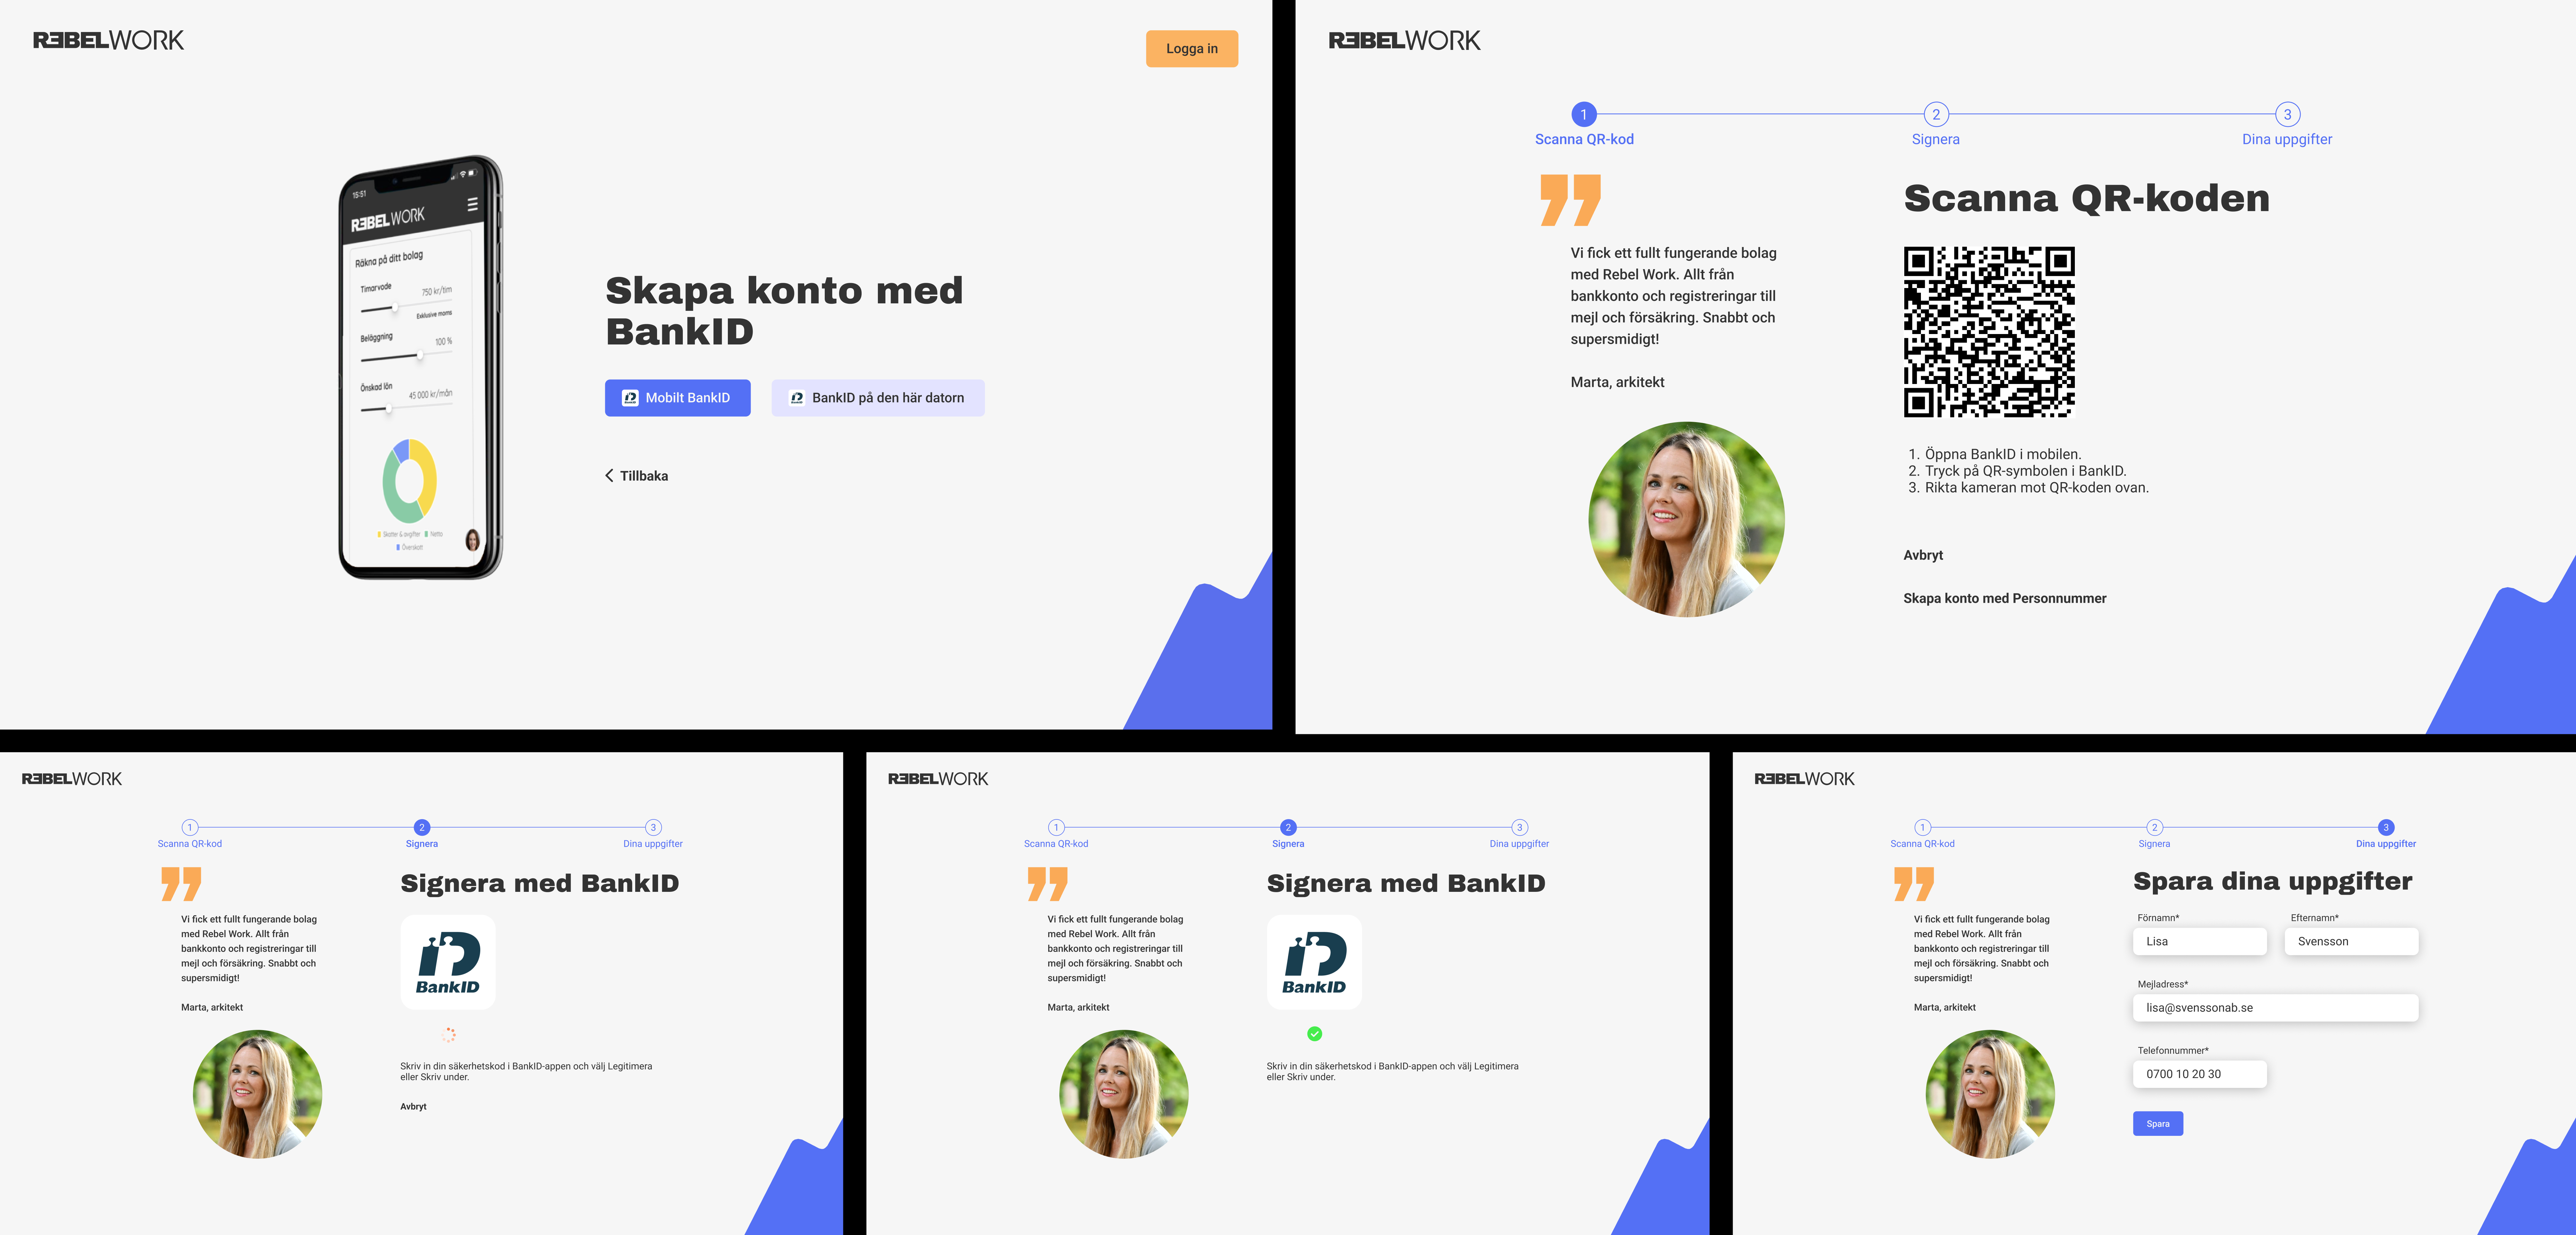 REBELWORK
Logga in
15:51
REBELWORK
Räkna på ditt bolag
Timarvode
750 kr/tim
Exklusive moms
Beläggning
100 %
Önskad lön
45 000 kr/mån
Skatter & avgifter Netto
Överskott
Skapa konto med
BankID
BankID
Mobilt BankID
BankID
BankID på den här datorn
Tillbaka
REBELWORK
1
2
3
Scanna QR-kod
Signera
Dina uppgifter
Vi fick ett fullt fungerande bolag
med Rebel Work. Allt från
bankkonto och registreringar till
mejl och försäkring. Snabbt och
supersmidigt!
Marta, arkitekt
Scanna QR-koden
1. Öppna BankID i mobilen.
2. Tryck på QR-symbolen i BankID.
3. Rikta kameran mot QR-koden ovan.
Avbryt
Skapa konto med Personnummer
REBELWORK
1
2
3
Scanna QR-kod
Signera
Dina uppgifter
Vi fick ett fullt fungerande bolag
med Rebel Work. Allt från
bankkonto och registreringar till
mejl och försäkring. Snabbt och
supersmidigt!
Marta, arkitekt
Signera med BankID
BankID
Skriv in din säkerhetskod i BankID-appen och välj Legitimera
eller Skriv under.
Avbryt
REBELWORK
1
2
3
Scanna QR-kod
Signera
Dina uppgifter
Vi fick ett fullt fungerande bolag
med Rebel Work. Allt från
bankkonto och registreringar till
mejl och försäkring. Snabbt och
supersmidigt!
Marta, arkitekt
Signera med BankID
BankID
Skriv in din säkerhetskod i BankID-appen och välj Legitimera
eller Skriv under.
REBELWORK
1
2
3
Scanna QR-kod
Signera
Dina uppgifter
Vi fick ett fullt fungerande bolag
med Rebel Work. Allt från
bankkonto och registreringar till
mejl och försäkring. Snabbt och
supersmidigt!
Marta, arkitekt
Spara dina uppgifter
Förnamn*
Efternamn*
Lisa
Svensson
Mejladress*
lisa@svenssonab.se
Telefonnummer*
0700 10 20 30
Spara